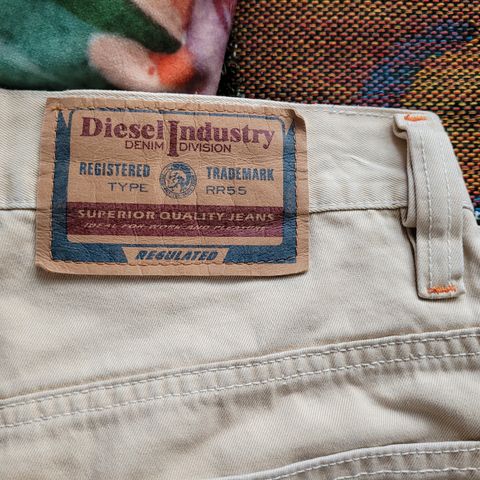 Diesel Industry
DENIM DIVISION
REGISTERED TRADEMARK
TYPE RR55
SUPERIOR QUALITY JEANS
IDEAL FOR WORK AND PLEASURE
REGULATED